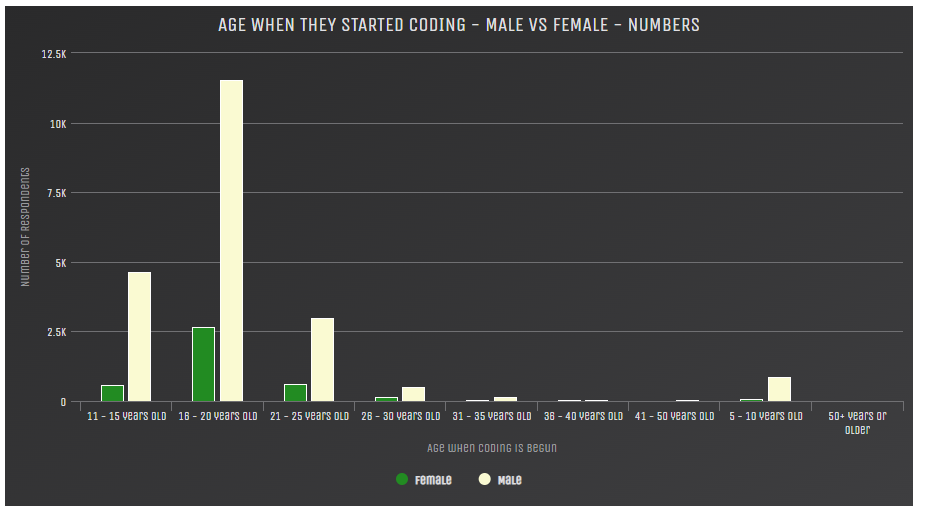 AGE WHEN THEY STARTED CODING - MALE VS FEMALE - NUMBERS
12.5K
10K
7.5K
5K
2.5K
0
Number of Respondents
11 - 15 years old
16 - 20 years old
21 - 25 years old
26 - 30 years old
31 - 35 years old
36 - 40 years old
41 - 50 years old
5 - 10 years old
50+ years or
older
Age when coding is begun
Female
Male